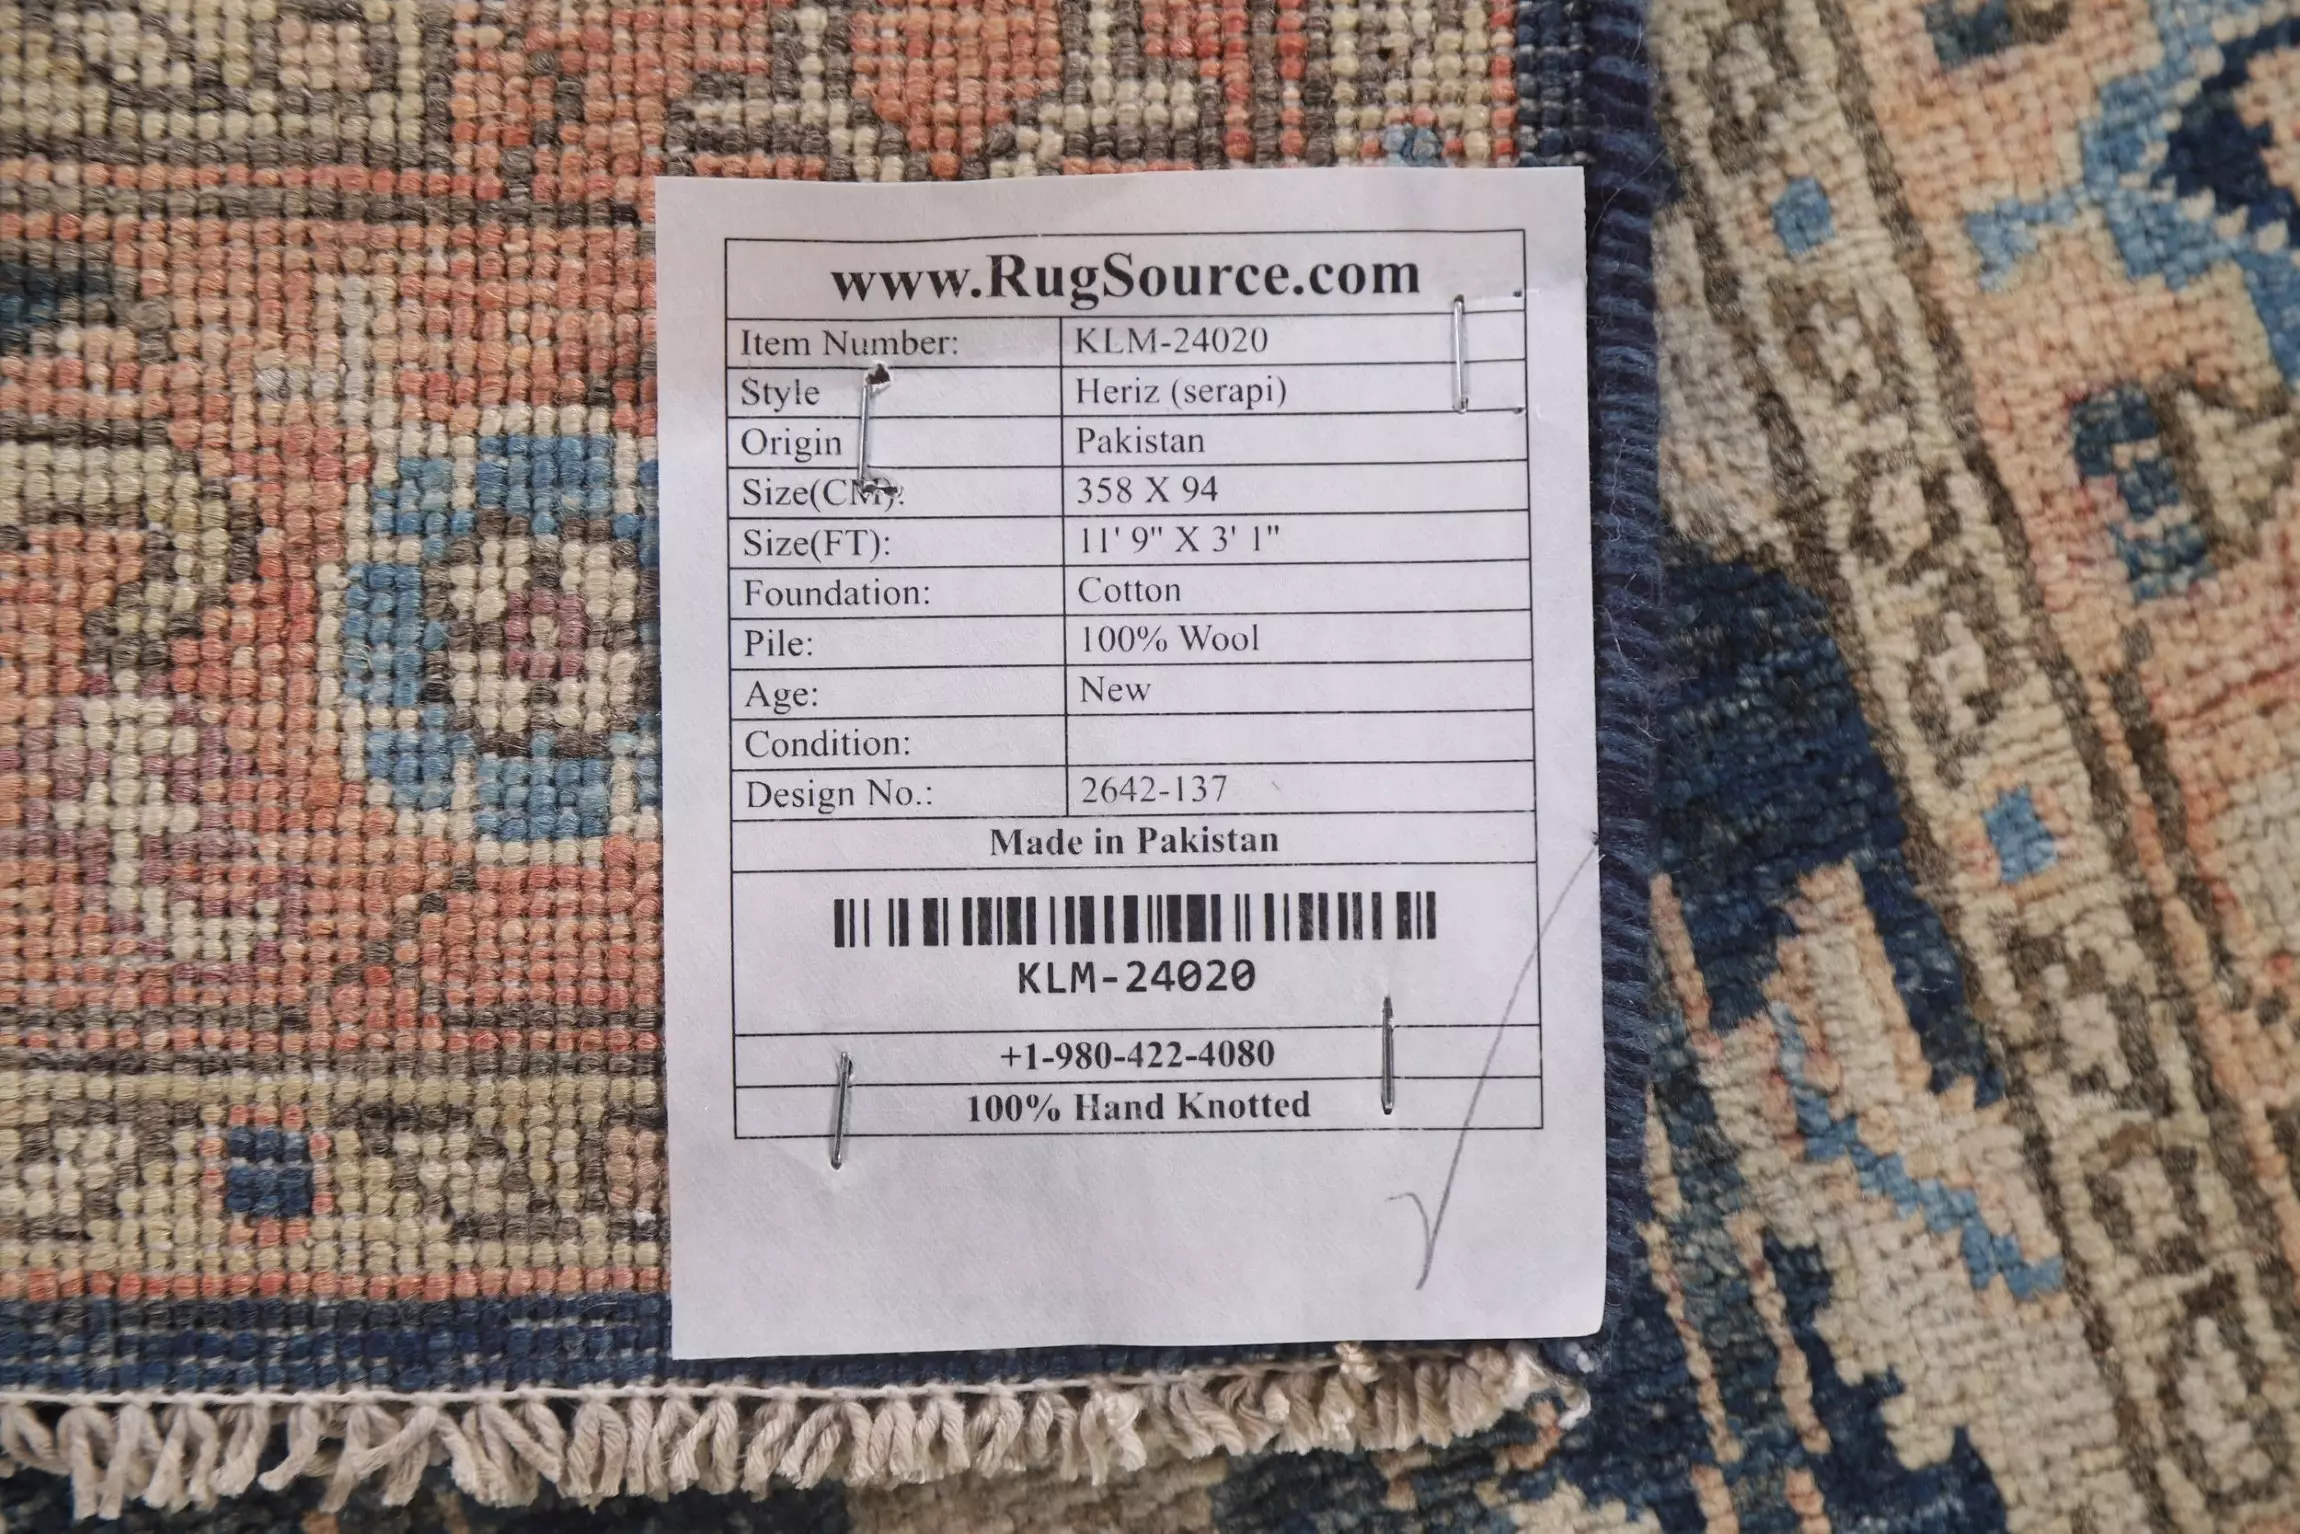 www.RugSource.com
Item Number: KLM-24020
Style Heriz (serapi)
Origin Pakistan
Size(CM): 358 X 94
Size(FT): 11' 9" X 3' 1"
Foundation: Cotton
Pile: 100% Wool
Age: New
Condition:
Design No.: 2642-137
Made in Pakistan
KLM-24020
+1-980-422-4080
100% Hand Knotted